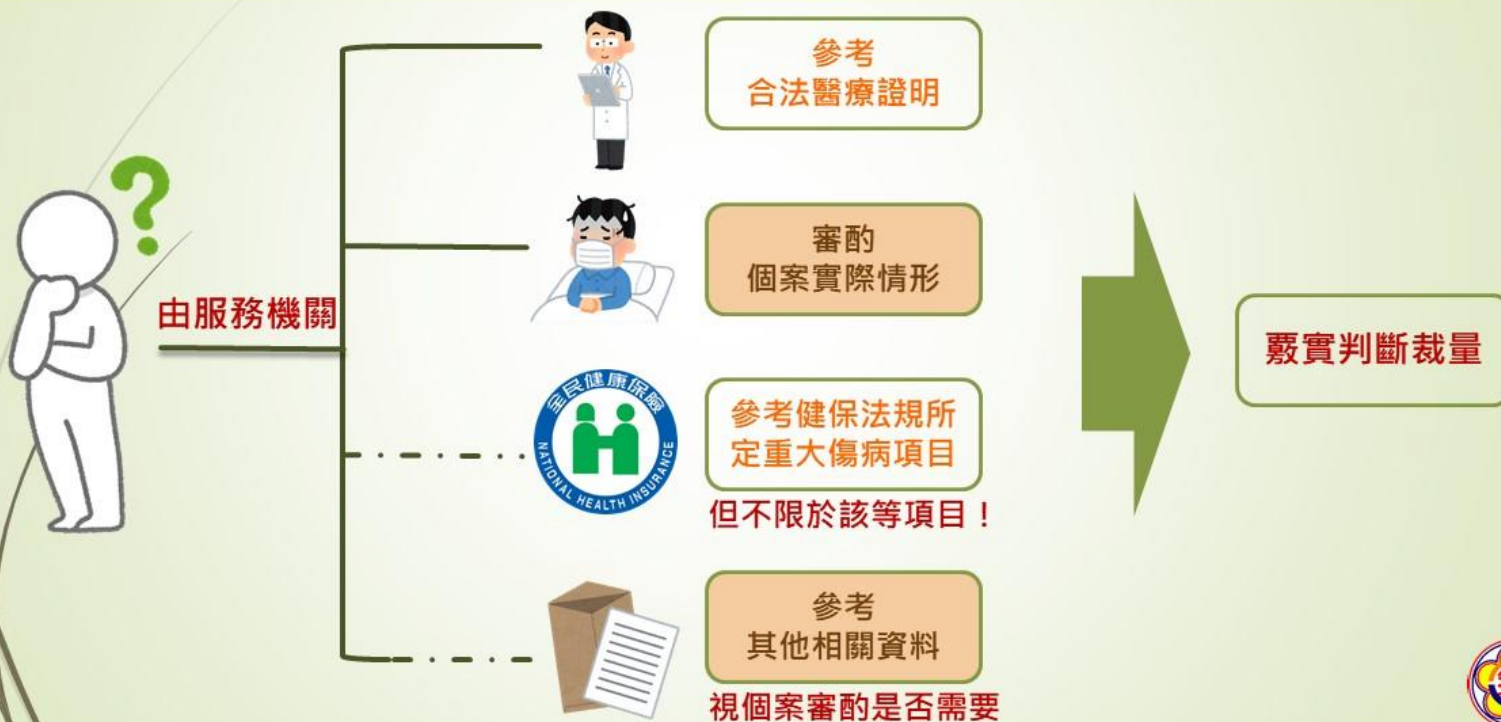 ?
參考
合法醫療證明
審酌
個案實際情形
由服務機關
全民健康保險
NATIONAL HEALTH INSURANCE
參考健保法規所
定重大傷病項目
但不限於該等項目！
參考
其他相關資料
視個案審酌是否需要
覈實判斷裁量